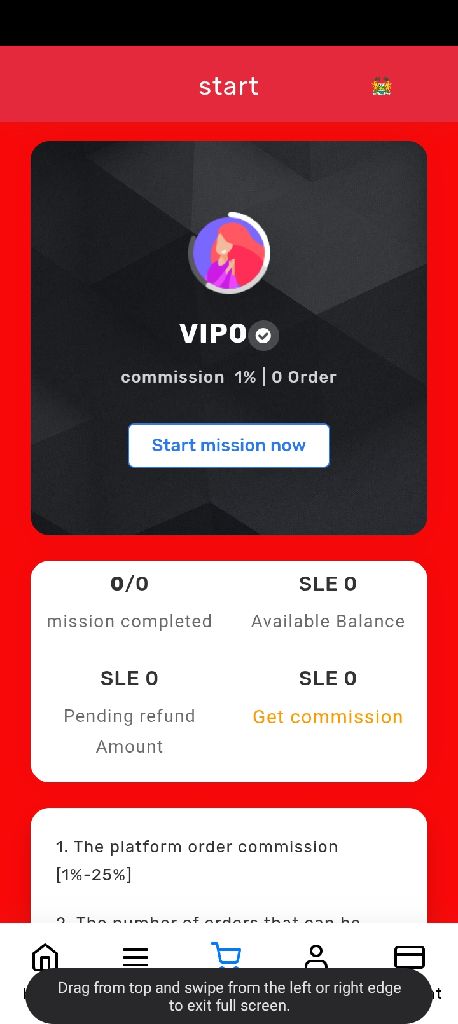 start
VIP0
commission 1% | 0 Order
Start mission now
0/0
mission completed
SLE 0
Available Balance
SLE 0
Pending refund
Amount
SLE 0
Get commission
1. The platform order commission
[1%-25%]
2. The number of orders that can be
Drag from top and swipe from the left or right edge
to exit full screen.